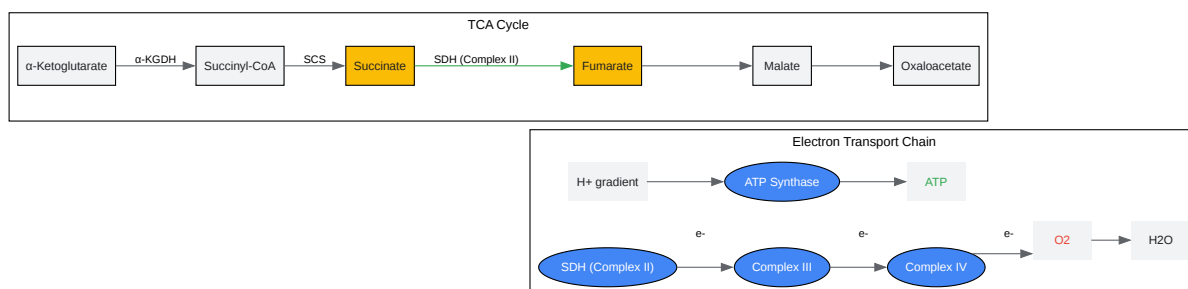 TCA Cycle
α-Ketoglutarate
α-KGDH
Succinyl-CoA
SCS
Succinate
SDH (Complex II)
Fumarate
Malate
Oxaloacetate
Electron Transport Chain
H+ gradient
ATP Synthase
ATP
SDH (Complex II)
e-
Complex III
e-
Complex IV
e-
O2
H2O